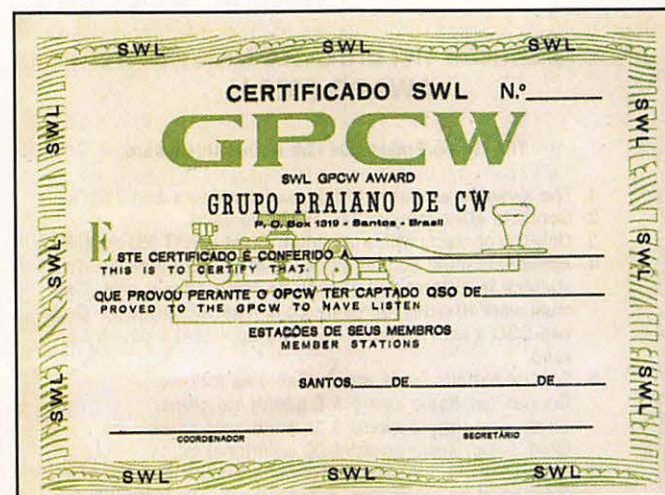 SWL SWL SWL
CERTIFICADO SWL N.º
GPCW
SWL GPCW AWARD
GRUPO PRAIANO DE CW
P. O. Box 1319 - Santos - Brasil
ESTE CERTIFICADO É CONFERIDO A
THIS IS TO CERTIFY THAT
QUE PROVOU PERANTE O GPCW TER CAPTADO QSO DE
PROVED TO THE GPCW TO HAVE LISTEN
ESTAÇÕES DE SEUS MEMBROS
MEMBER STATIONS
SANTOS, DE DE
COORDENADOR SECRETÁRIO
SWL SWL SWL
SWL SWL SWL
SWL SWL SWL